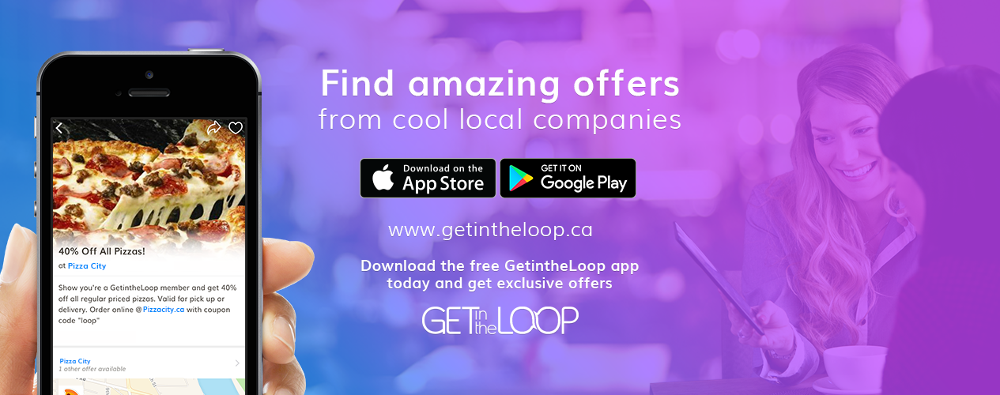 40% Off All Pizzas!
at Pizza City
Show you're a GetintheLoop member and get 40%
off all regular priced pizzas. Valid for pick up or
delivery. Order online @Pizzacity.ca with coupon
code "loop"
Pizza City
1 other offer available
Find amazing offers
from cool local companies
Download on the
App Store
GET IT ON
Google Play
www.getintheloop.ca
Download the free GetintheLoop app
today and get exclusive offers
GET in the LOOP